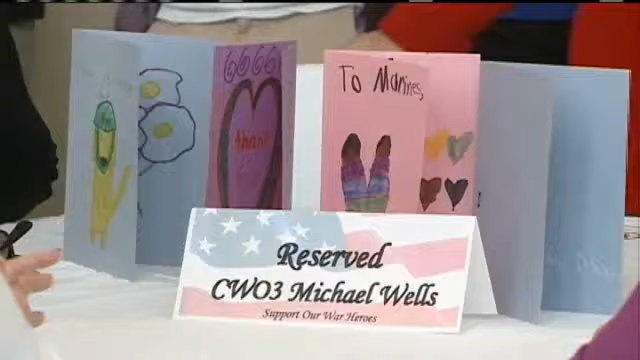 thank
To Marines,
Reserved
CWO3 Michael Wells
Support Our War Heroes